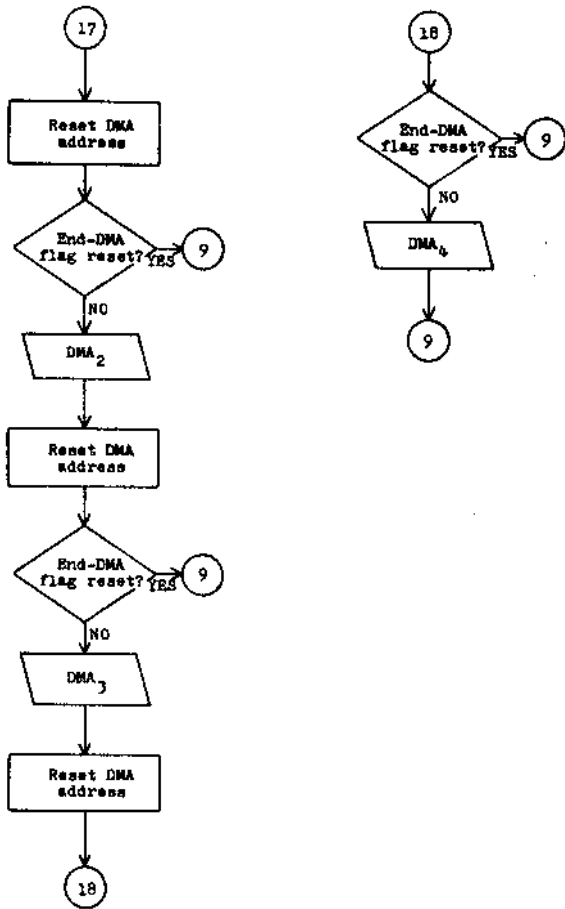 17
Reset DMA
address
End-DMA
flag reset?
YES
9
NO
DMA2
Reset DMA
address
End-DMA
flag reset?
YES
9
NO
DMA3
Reset DMA
address
18
18
End-DMA
flag reset?
YES
9
NO
DMA4
9